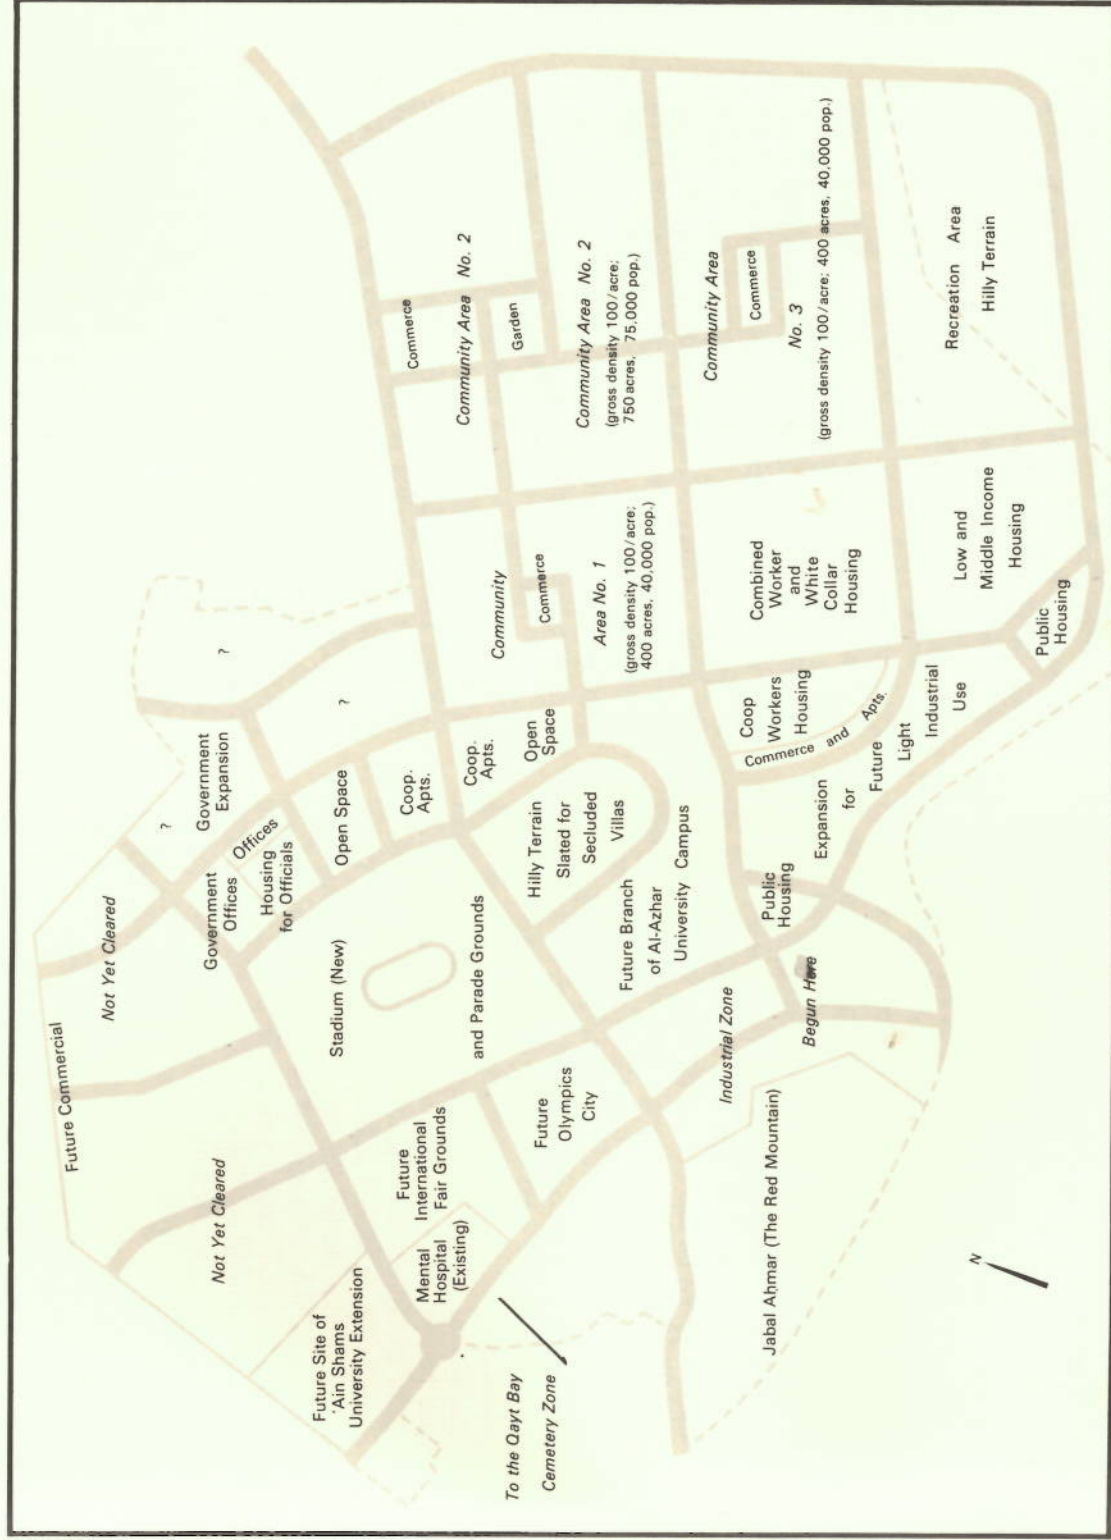 Future Commercial
Not Yet Cleared
Not Yet Cleared
Future Site of
'Ain Shams
University Extension
Mental
Hospital
(Existing)
Future
International
Fair Grounds
To the Qayt Bay
Cemetery Zone
Stadium (New)
and Parade Grounds
Future
Olympics
City
Government
Offices
Offices
Housing
for Officials
Government
Expansion
?
?
?
Open Space
Coop.
Apts.
Coop.
Apts.
Open
Space
Hilly Terrain
Slated for
Secluded
Villas
Future Branch
of Al-Azhar
University Campus
Industrial Zone
Begun Here
Jabal Ahmar (The Red Mountain)
N
Public
Housing
Expansion
for
Future
Light
Industrial
Use
Commerce and Apts.
Coop
Workers
Housing
Community
Commerce
Area No. 1
(gross density 100/acre;
400 acres, 40,000 pop.)
Combined
Worker
and
White
Collar
Housing
Low and
Middle Income
Housing
Public
Housing
Commerce
Community Area No. 2
Garden
Community Area No. 2
(gross density 100/acre;
750 acres, 75,000 pop.)
Community Area
Commerce
No. 3
(gross density 100/acre; 400 acres, 40,000 pop.)
Recreation Area
Hilly Terrain